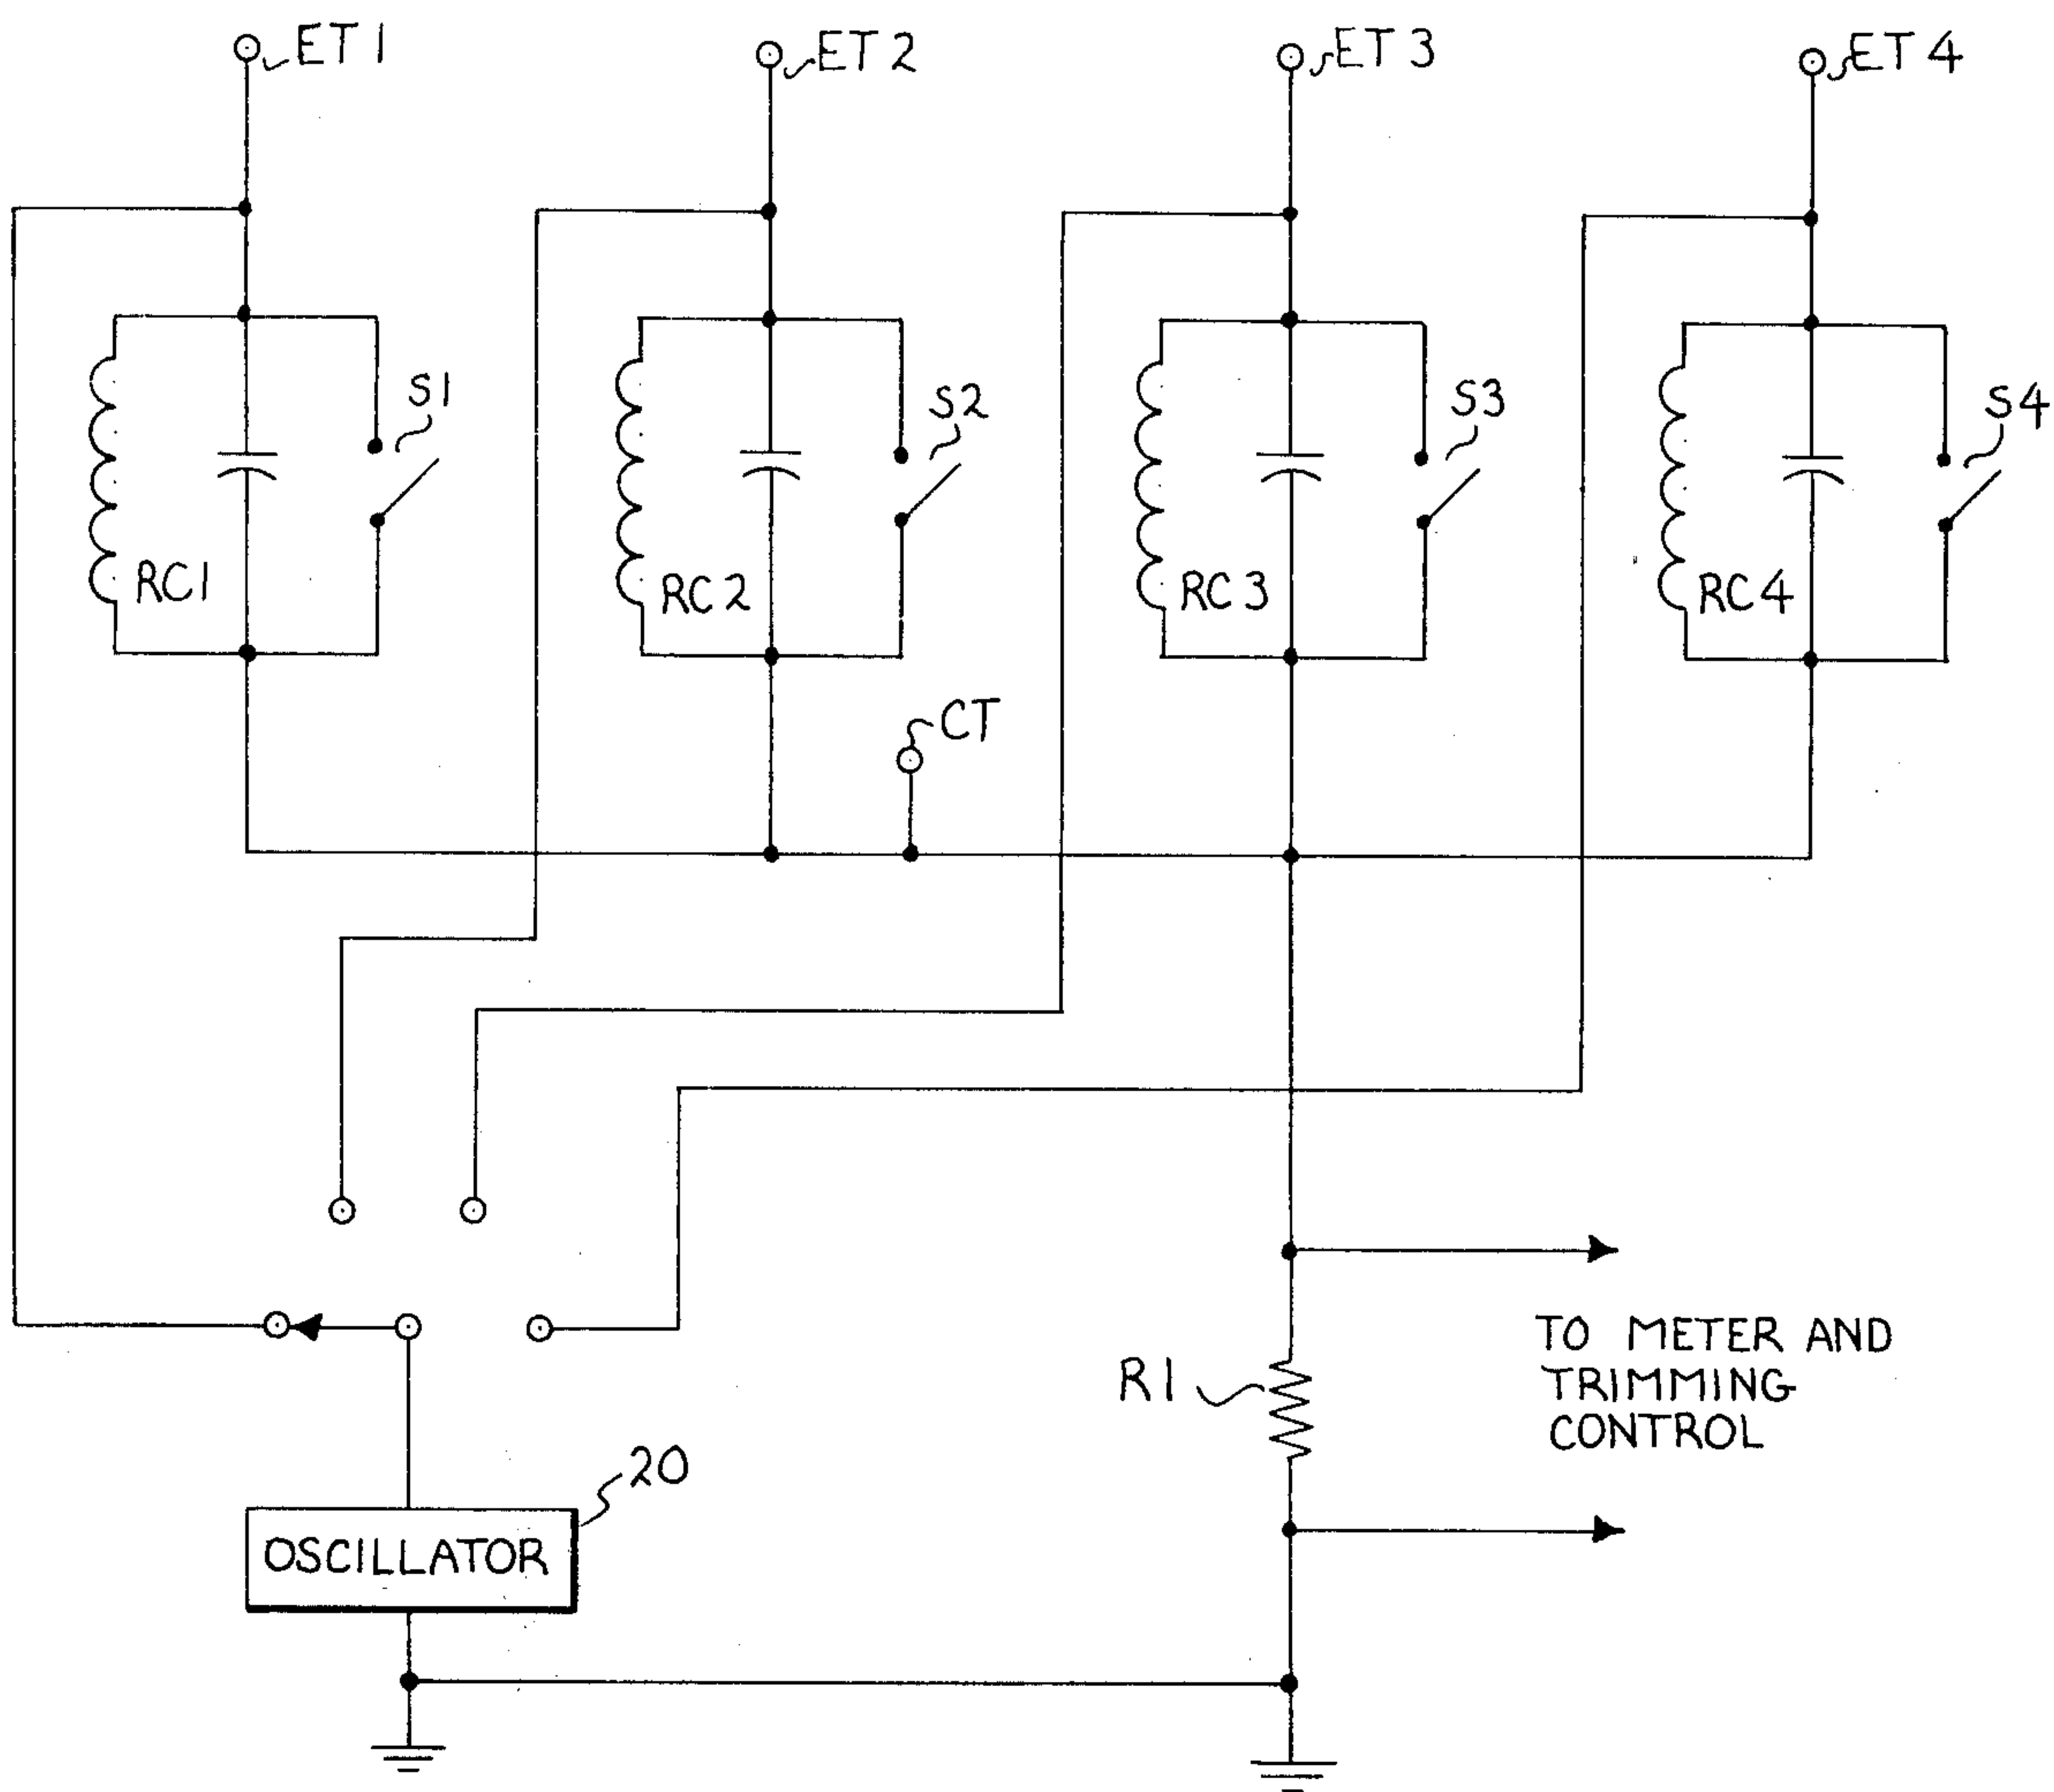 ET1
ET2
ET3
ET4
S1
S2
S3
S4
RC1
RC2
RC3
RC4
CT
R1
TO METER AND
TRIMMING
CONTROL
20
OSCILLATOR